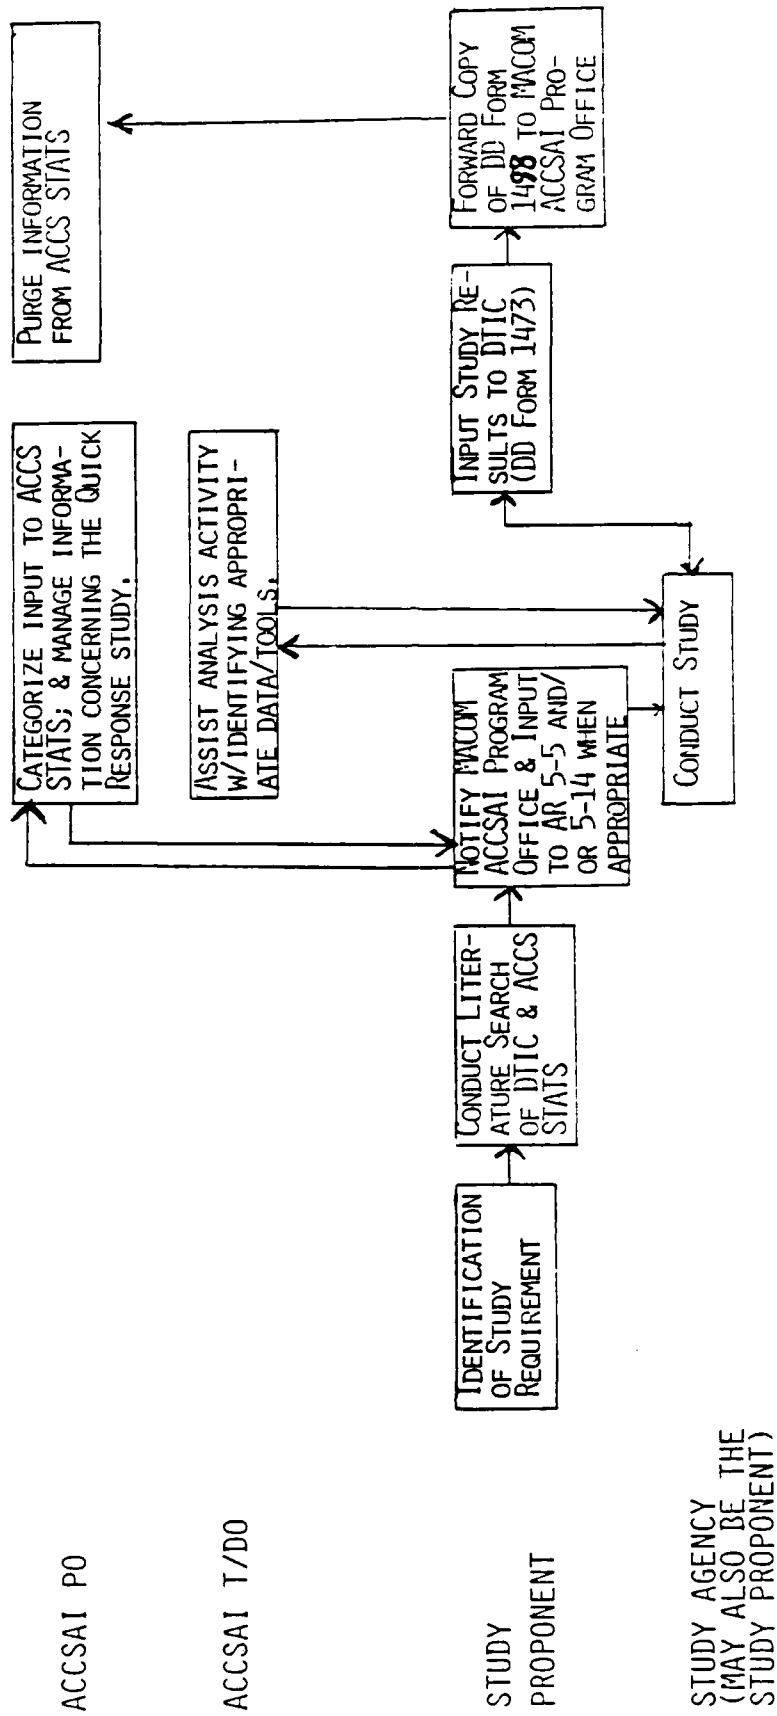 ACCSAI PO
CATEGORIZE INPUT TO ACCS
STATS; & MANAGE INFORMA-
TION CONCERNING THE QUICK
RESPONSE STUDY.
PURGE INFORMATION
FROM ACCS STATS
ACCSAI T/DO
ASSIST ANALYSIS ACTIVITY
W/IDENTIFYING APPROPRI-
ATE DATA/TOOLS.
STUDY
PROPONENT
IDENTIFICATION
OF STUDY
REQUIREMENT
CONDUCT LITER-
ATURE SEARCH
OF DTIC & ACCS
STATS
NOTIFY MACOM
ACCSAI PROGRAM
OFFICE & INPUT
TO AR 5-5 AND/
OR 5-14 WHEN
APPROPRIATE
INPUT STUDY RE-
SULTS TO DTIC
(DD FORM 1473)
FORWARD COPY
OF DD FORM
1498 TO MACOM
ACCSAI PRO-
GRAM OFFICE
STUDY AGENCY
(MAY ALSO BE THE
STUDY PROPONENT)
CONDUCT STUDY